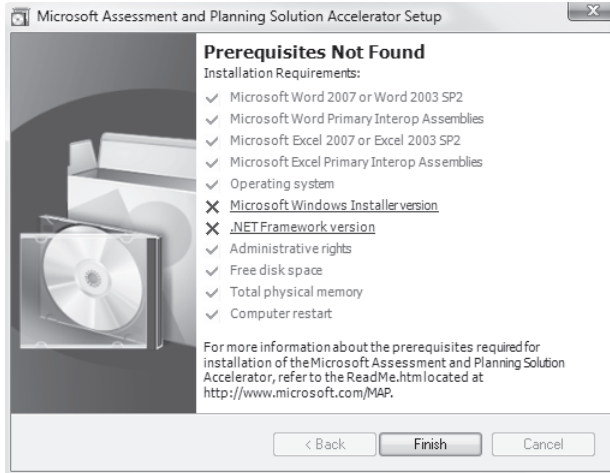 Microsoft Assessment and Planning Solution Accelerator Setup
Prerequisites Not Found
Installation Requirements:
Microsoft Word 2007 or Word 2003 SP2
Microsoft Word Primary Interop Assemblies
Microsoft Excel 2007 or Excel 2003 SP2
Microsoft Excel Primary Interop Assemblies
Operating system
Microsoft Windows Installer version
.NET Framework version
Administrative rights
Free disk space
Total physical memory
Computer restart
For more information about the prerequisites required for
installation of the Microsoft Assessment and Planning Solution
Accelerator, refer to the ReadMe.htm located at
http://www.microsoft.com/MAP.
< Back Finish Cancel